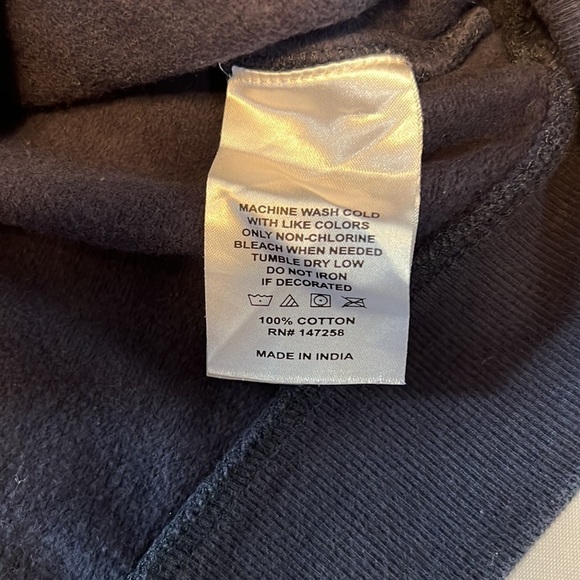 MACHINE WASH COLD
WITH LIKE COLORS
ONLY NON-CHLORINE
BLEACH WHEN NEEDED
TUMBLE DRY LOW
DO NOT IRON
IF DECORATED
100% COTTON
RN# 147258
MADE IN INDIA